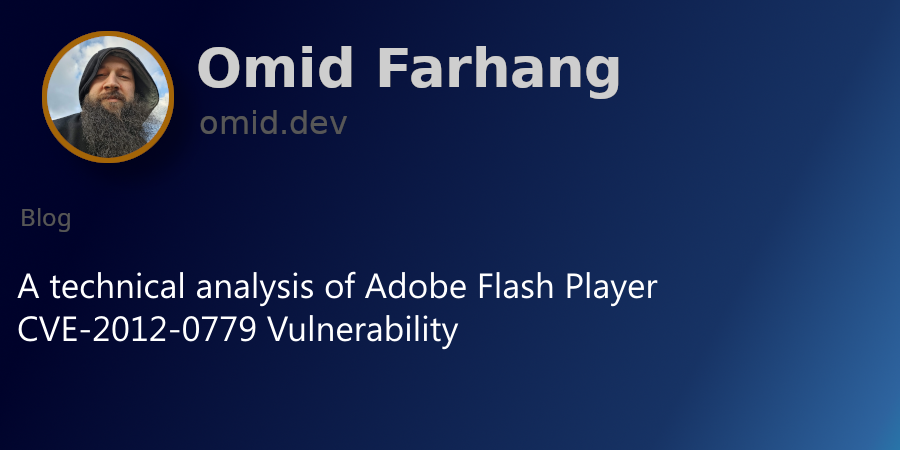 Omid Farhang
omid.dev
Blog
A technical analysis of Adobe Flash Player
CVE-2012-0779 Vulnerability